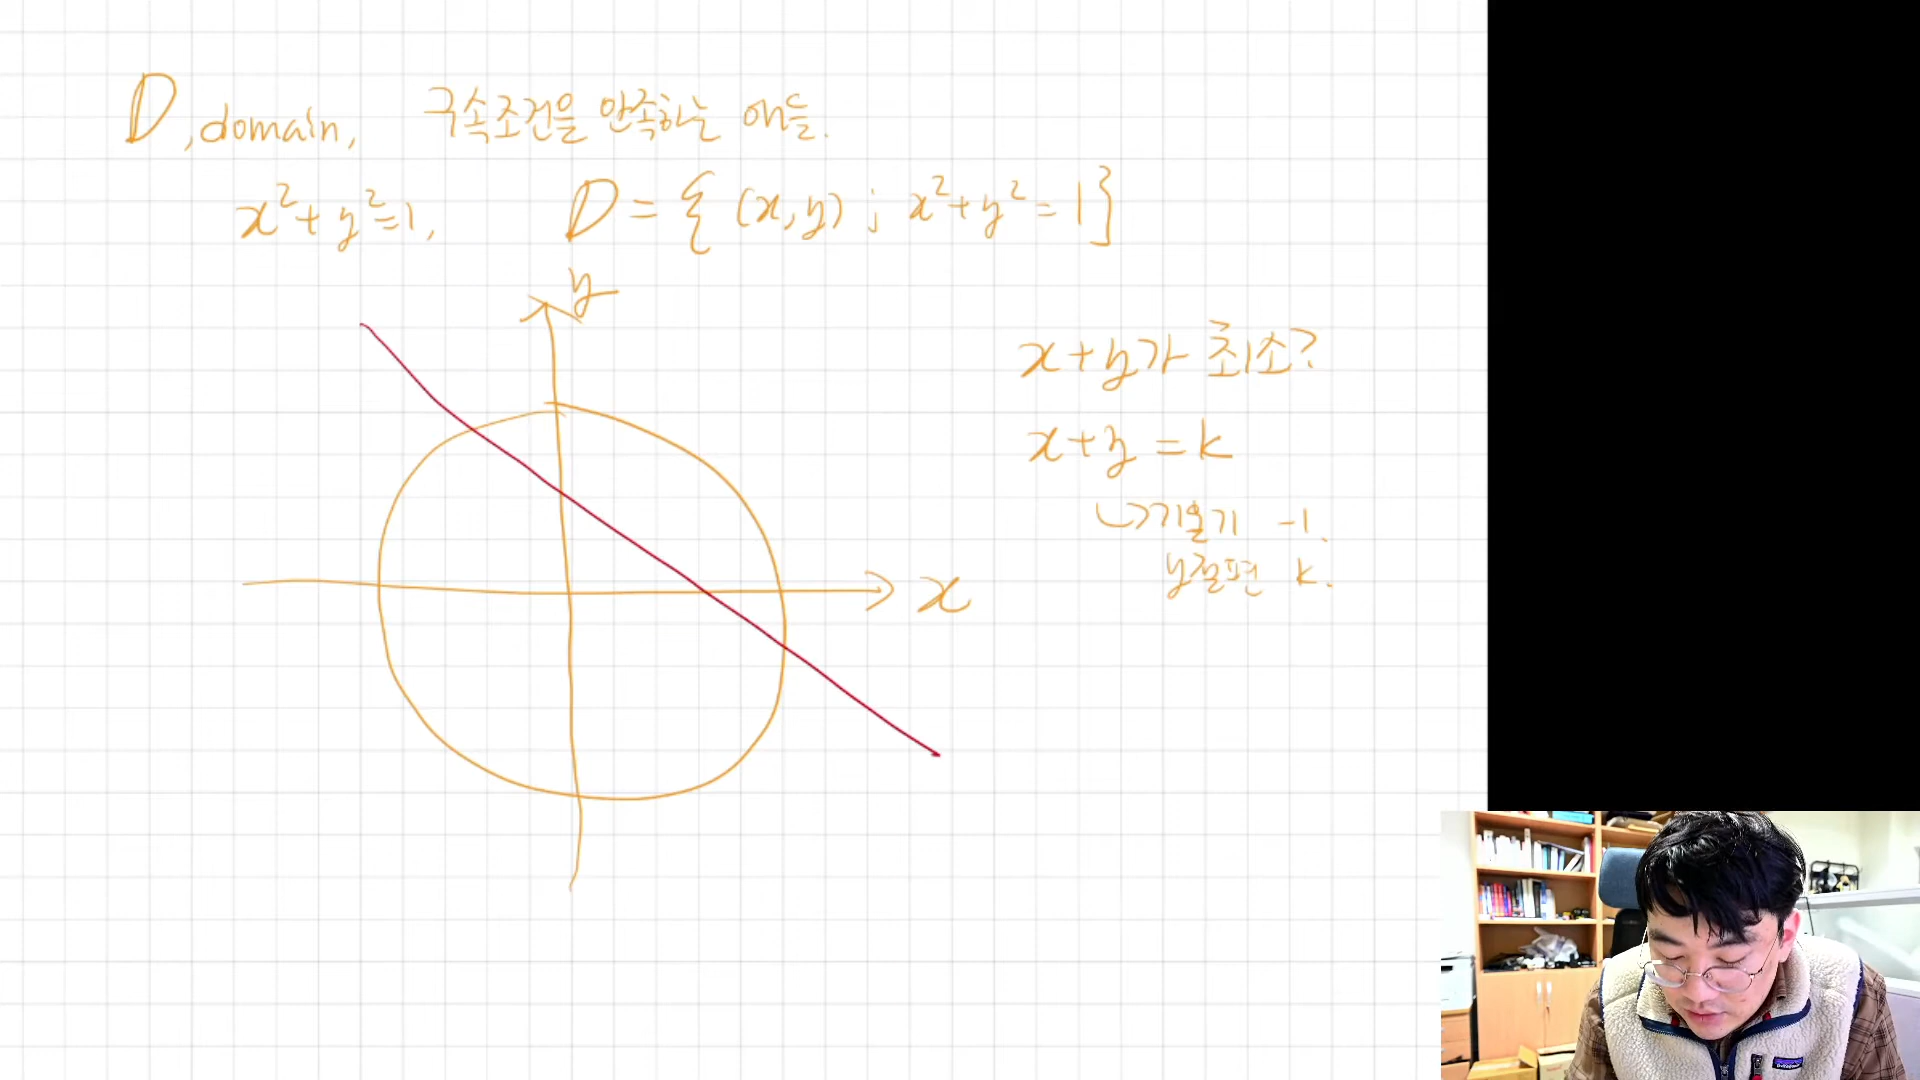 D, domain, 구속조건을 만족하는 애들.
x²+y²=1, D = { (x,y) ; x²+y² = 1}
y
x+y가 최소?
x+y = k
↳ 기울기 -1.
y절편 k.
x